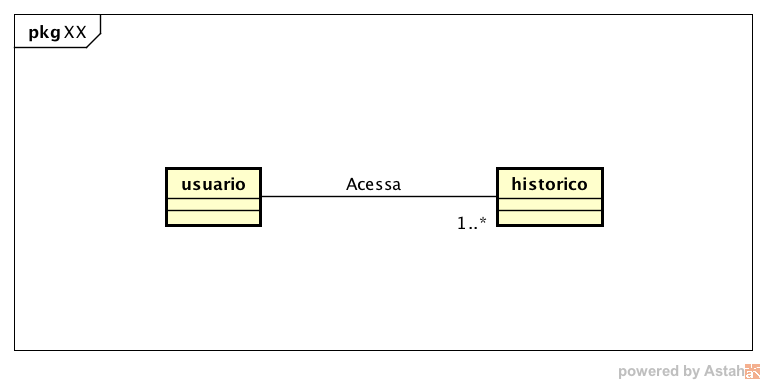 pkg XX
Acessa
usuario
historico
1..*
powered by Astah